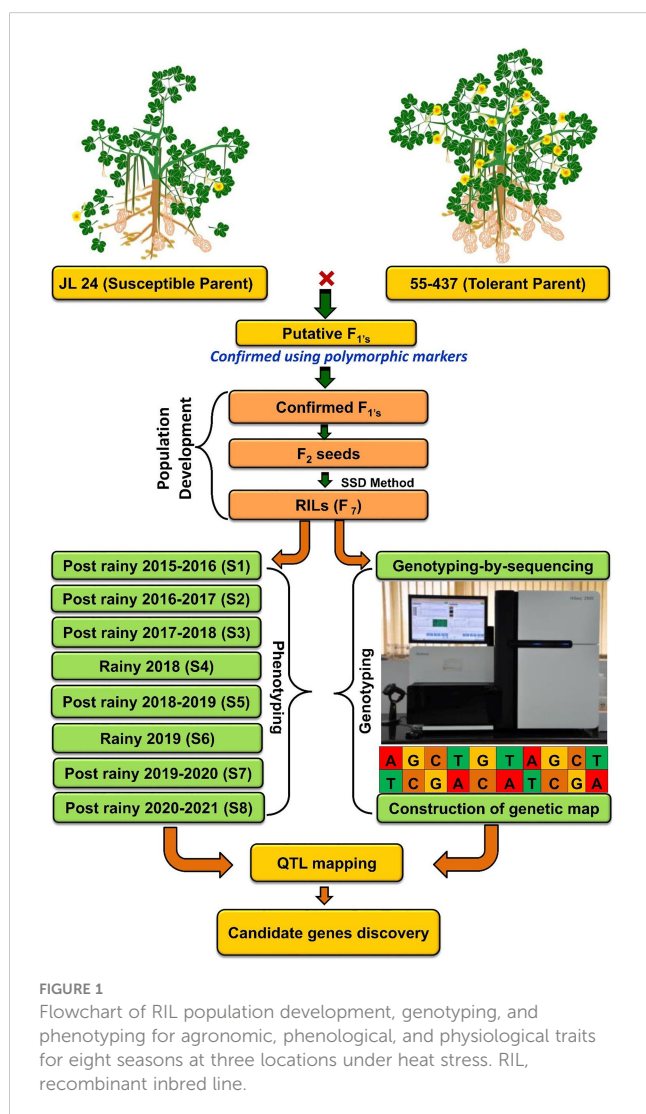 JL 24 (Susceptible Parent)
55-437 (Tolerant Parent)
Putative F1's
Confirmed using polymorphic markers
Population Development
Confirmed F1's
F2 seeds
SSD Method
RILs (F7)
Post rainy 2015-2016 (S1)
Post rainy 2016-2017 (S2)
Post rainy 2017-2018 (S3)
Rainy 2018 (S4)
Post rainy 2018-2019 (S5)
Rainy 2019 (S6)
Post rainy 2019-2020 (S7)
Post rainy 2020-2021 (S8)
Phenotyping
Genotyping
Genotyping-by-sequencing
A G C T G T A G C T
T C G A C A T C G A
Construction of genetic map
QTL mapping
Candidate genes discovery
FIGURE 1
Flowchart of RIL population development, genotyping, and
phenotyping for agronomic, phenological, and physiological traits
for eight seasons at three locations under heat stress. RIL,
recombinant inbred line.